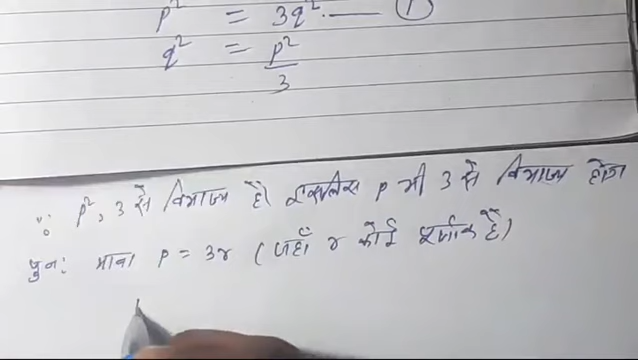 p² = 3q² ―― ①
q² = p²/3
∵ p², 3 से विभाज्य है। इसलिए p भी 3 से विभाज्य होगा
पुनः माना p = 3r (जहाँ r कोई पूर्णांक है)